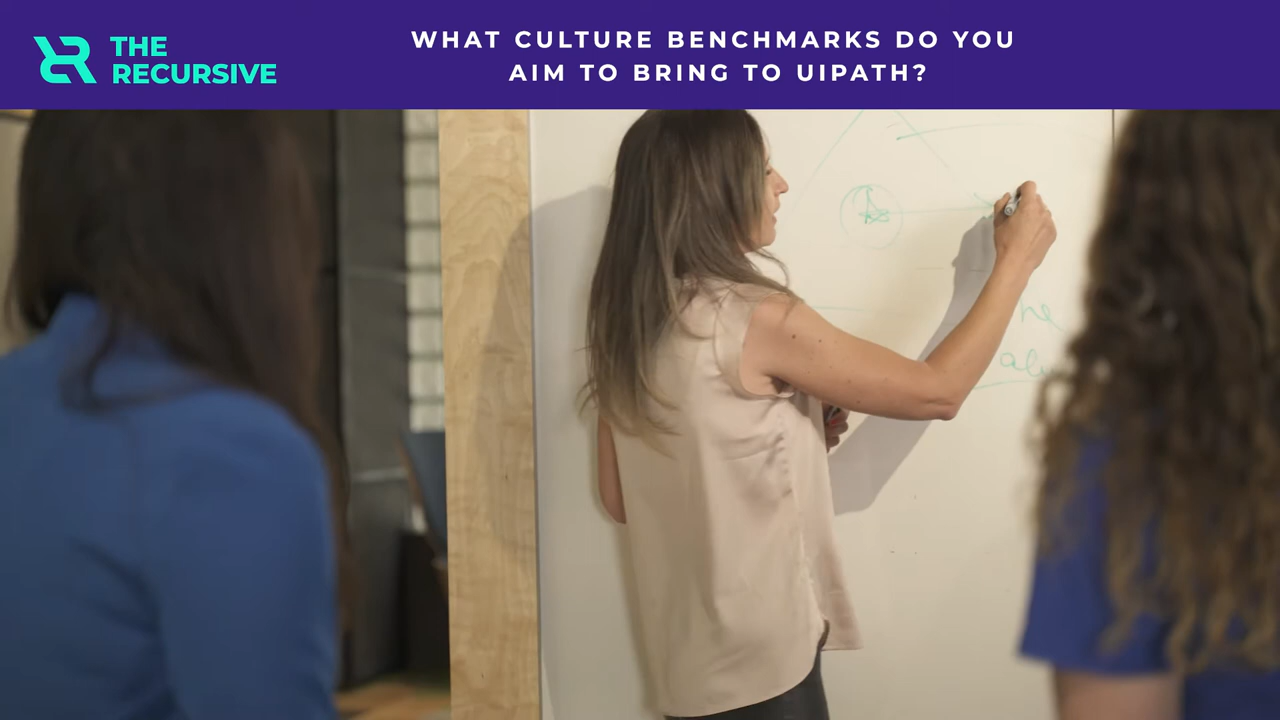 THE
RECURSIVE
WHAT CULTURE BENCHMARKS DO YOU
AIM TO BRING TO UIPATH?